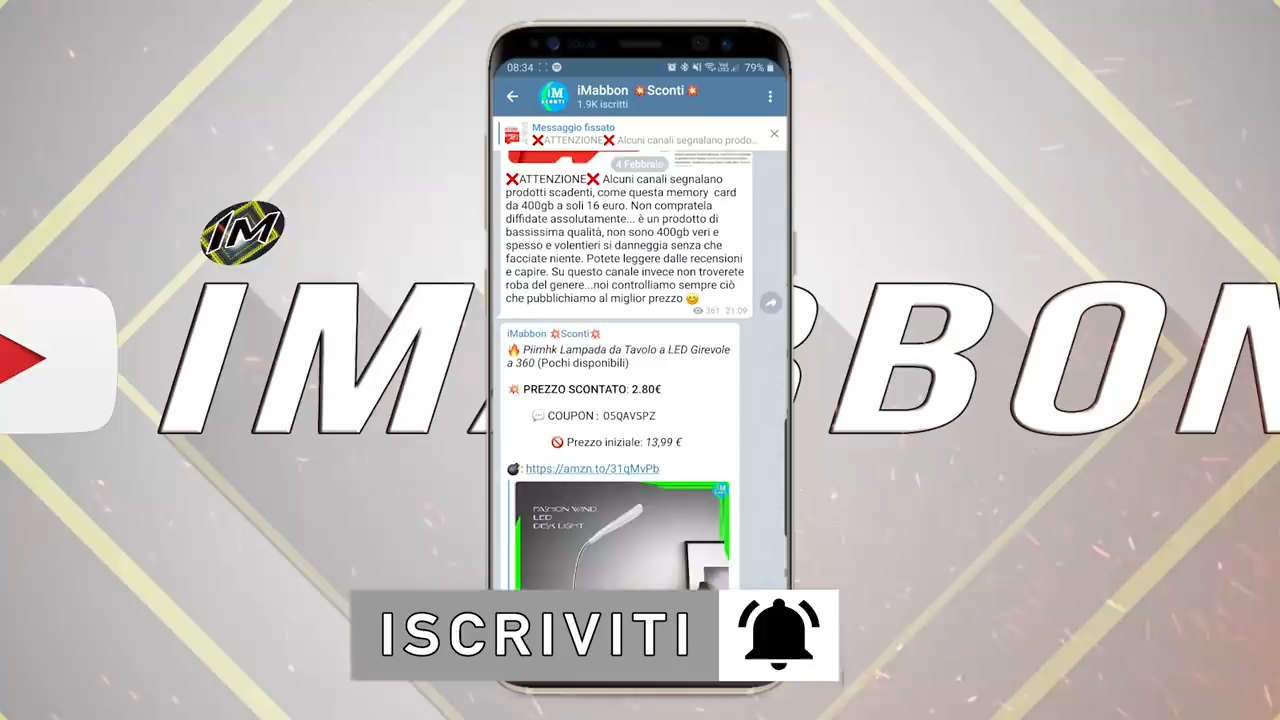 08:34
79%
iMabbon 💥Sconti💥
1.9K iscritti
Messaggio fissato
❌ATTENZIONE❌ Alcuni canali segnalano prodo...
4 Febbraio
❌ATTENZIONE❌ Alcuni canali segnalano
prodotti scadenti, come questa memory card
da 400gb a soli 16 euro. Non compratela
diffidate assolutamente... è un prodotto di
bassissima qualità, non sono 400gb veri e
spesso e volentieri si danneggia senza che
facciate niente. Potete leggere dalle recensioni
e capire. Su questo canale invece non troverete
roba del genere...noi controlliamo sempre ciò
che pubblichiamo al miglior prezzo 😊
361 21:09
iM
iMabbon 💥Sconti💥
🔥 Piimhk Lampada da Tavolo a LED Girevole
a 360 (Pochi disponibili)
💥 PREZZO SCONTATO: 2.80€
💬 COUPON: O5QAVSPZ
🚫 Prezzo iniziale: 13,99 €
💣: https://amzn.to/31qMvPb
FASHION WIND
LED
DESK LIGHT
ISCRIVITI